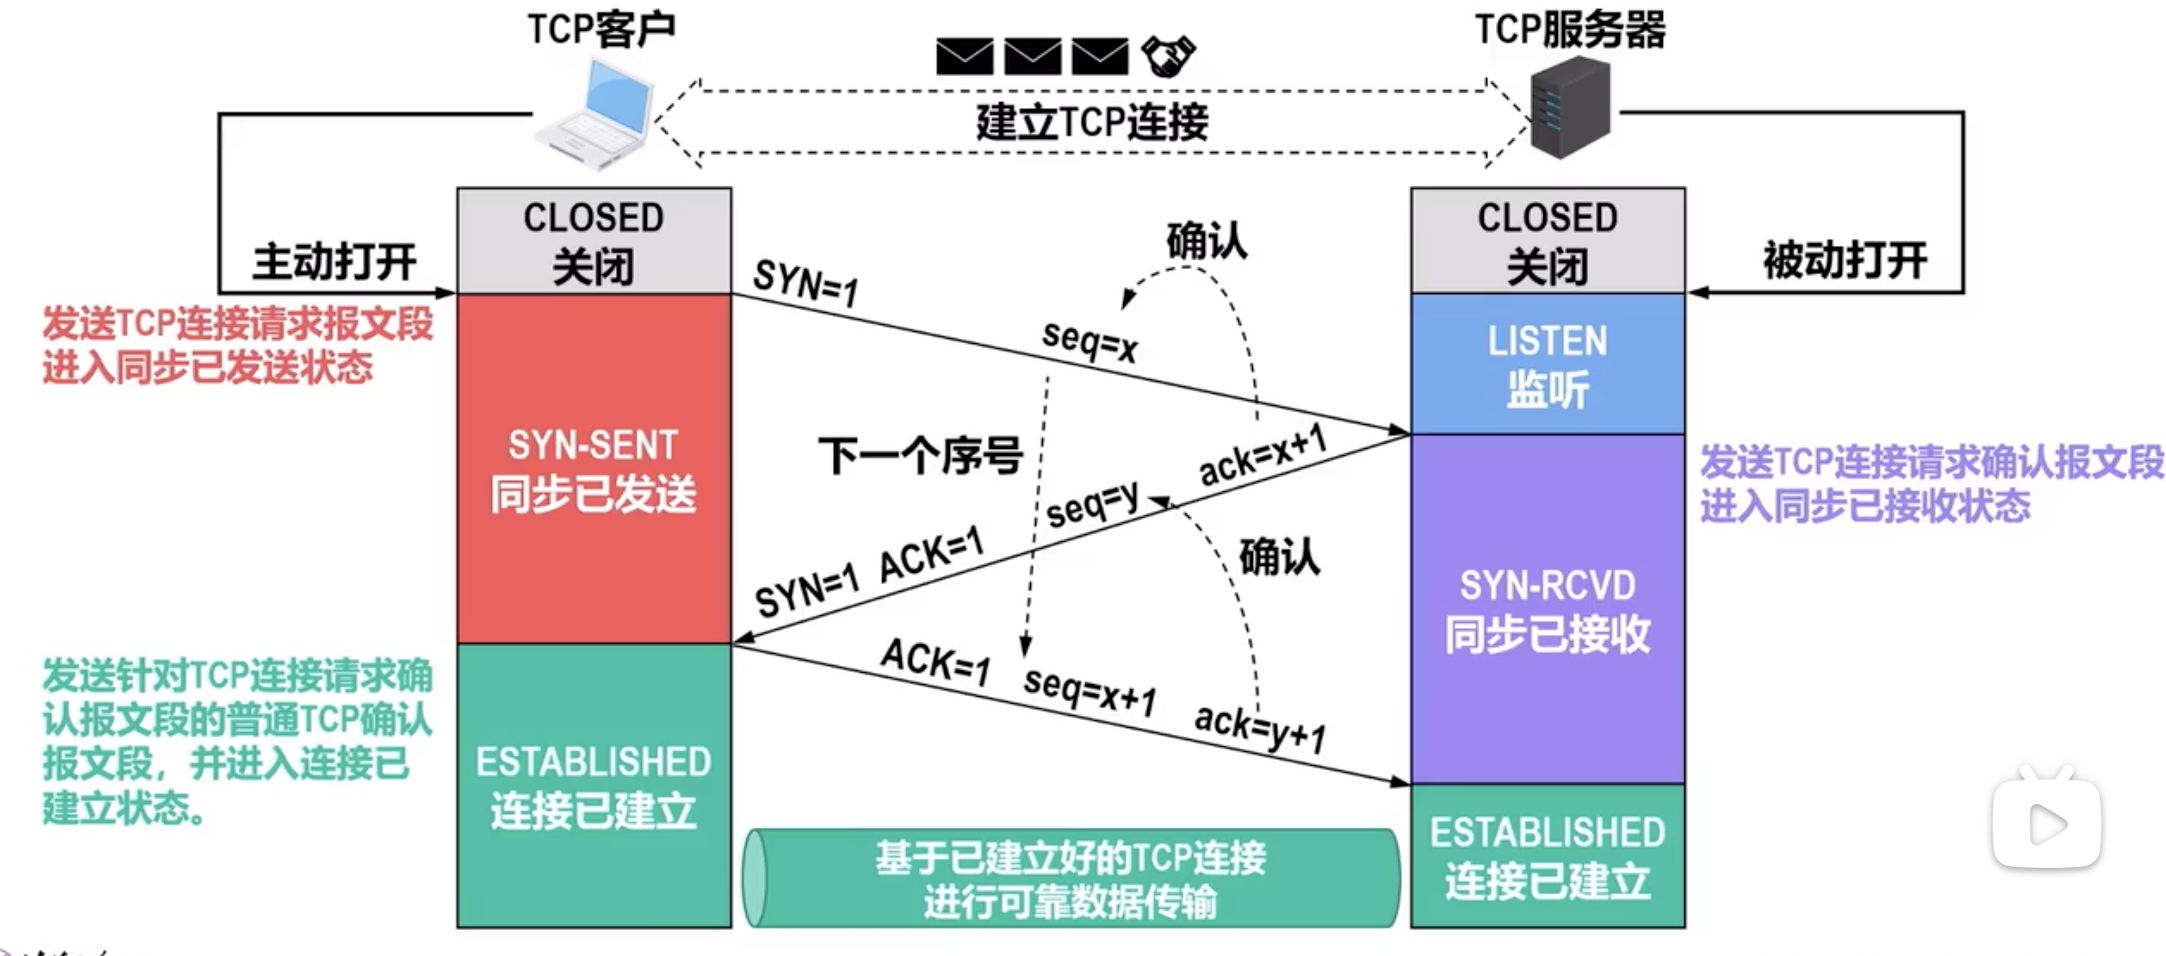 TCP客户
TCP服务器
建立TCP连接
CLOSED
关闭
CLOSED
关闭
主动打开
被动打开
确认
SYN=1
seq=x
发送TCP连接请求报文段
进入同步已发送状态
LISTEN
监听
SYN-SENT
同步已发送
下一个序号
ack=x+1
seq=y
SYN=1 ACK=1
发送TCP连接请求确认报文段
进入同步已接收状态
确认
SYN-RCVD
同步已接收
ACK=1
seq=x+1
ack=y+1
发送针对TCP连接请求确
认报文段的普通TCP确认
报文段，并进入连接已
建立状态。
ESTABLISHED
连接已建立
ESTABLISHED
连接已建立
基于已建立好的TCP连接
进行可靠数据传输